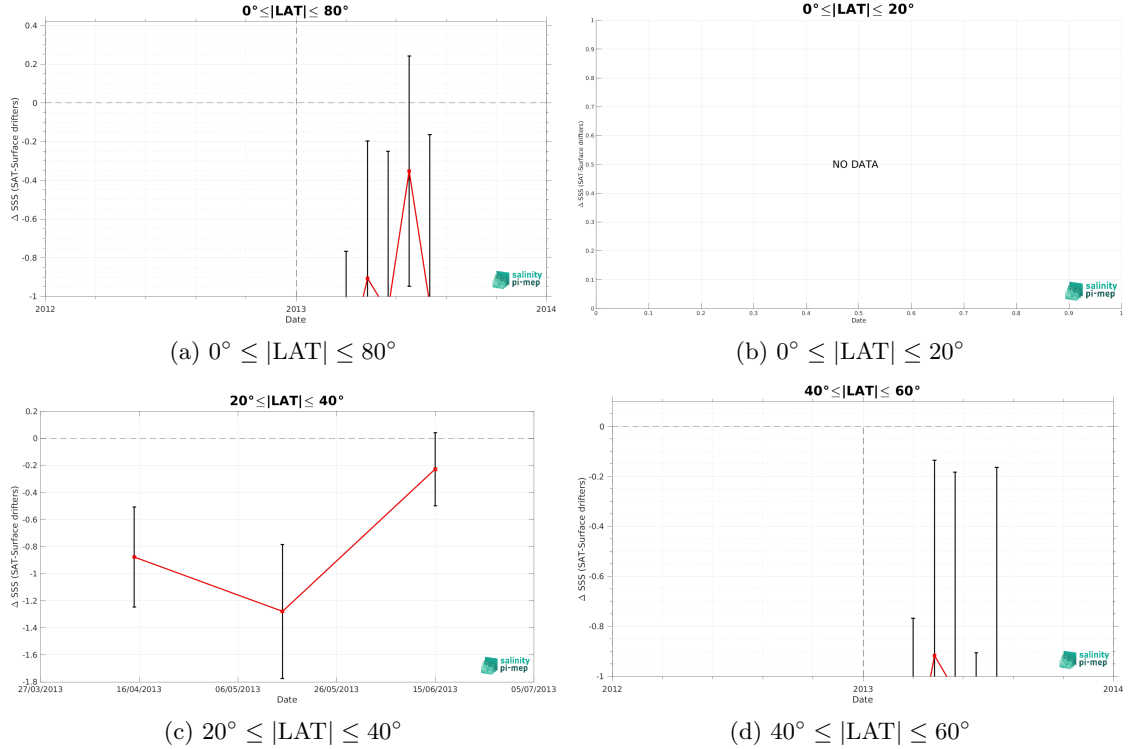 0°≤|LAT|≤ 80°
0.4
0.2
0
-0.2
-0.4
-0.6
-0.8
-1
Δ SSS (SAT-Surface drifters)
2012
2013
2014
Date
salinity
pi-mep
(a) 0° ≤ |LAT| ≤ 80°
0°≤|LAT|≤ 20°
1
0.9
0.8
0.7
0.6
0.5
0.4
0.3
0.2
0.1
0
Δ SSS (SAT-Surface drifters)
NO DATA
0
0.1
0.2
0.3
0.4
0.5
0.6
0.7
0.8
0.9
1
Date
salinity
pi-mep
(b) 0° ≤ |LAT| ≤ 20°
20°≤|LAT|≤ 40°
0.2
0
-0.2
-0.4
-0.6
-0.8
-1
-1.2
-1.4
-1.6
-1.8
Δ SSS (SAT-Surface drifters)
27/03/2013
16/04/2013
06/05/2013
26/05/2013
15/06/2013
05/07/2013
Date
salinity
pi-mep
(c) 20° ≤ |LAT| ≤ 40°
40°≤|LAT|≤ 60°
0
-0.2
-0.4
-0.6
-0.8
-1
Δ SSS (SAT-Surface drifters)
2012
2013
2014
Date
salinity
pi-mep
(d) 40° ≤ |LAT| ≤ 60°